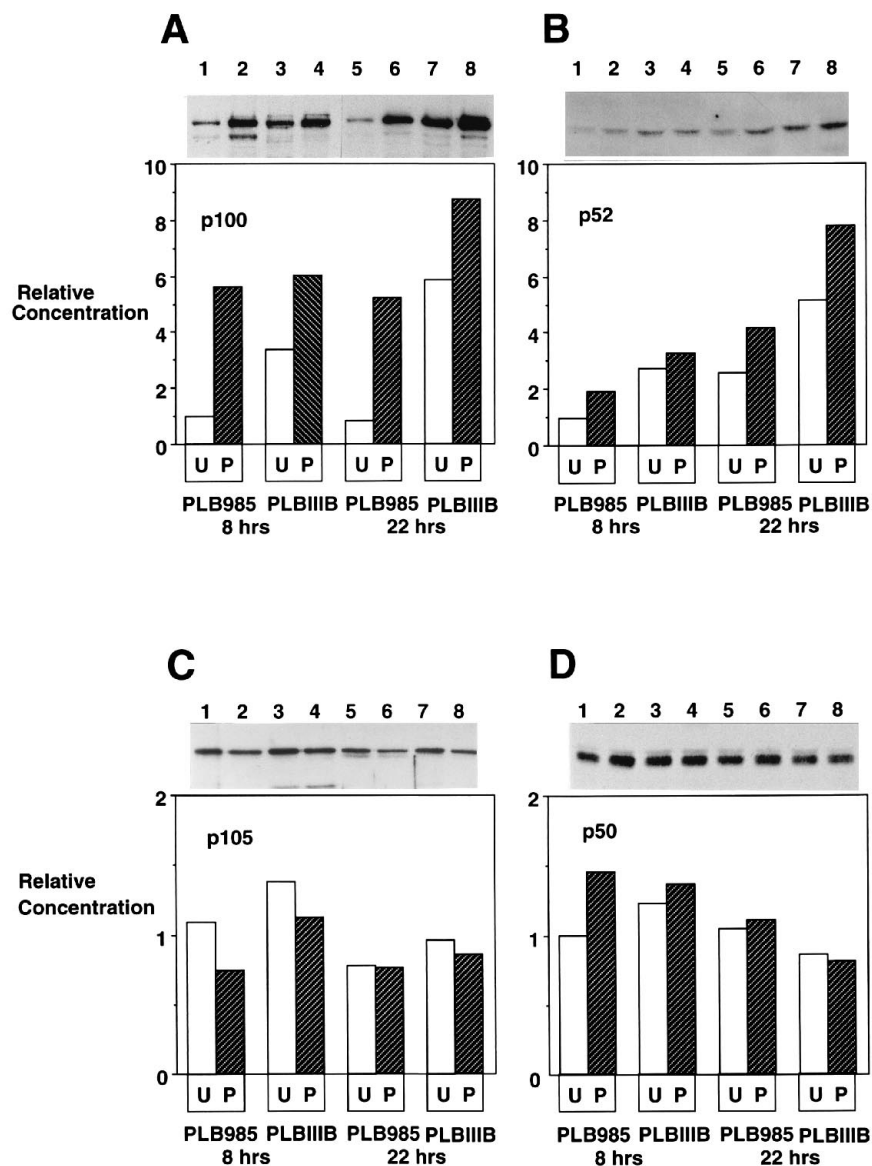 A
1 2 3 4 5 6 7 8
10
8
6
4
2
0
p100
Relative
Concentration
U P U P U P U P
PLB985 PLBIIIB PLB985 PLBIIIB
8 hrs 22 hrs
B
1 2 3 4 5 6 7 8
10
8
6
4
2
0
p52
U P U P U P U P
PLB985 PLBIIIB PLB985 PLBIIIB
8 hrs 22 hrs
C
1 2 3 4 5 6 7 8
2
1
0
p105
Relative
Concentration
U P U P U P U P
PLB985 PLBIIIB PLB985 PLBIIIB
8 hrs 22 hrs
D
1 2 3 4 5 6 7 8
2
1
0
p50
U P U P U P U P
PLB985 PLBIIIB PLB985 PLBIIIB
8 hrs 22 hrs